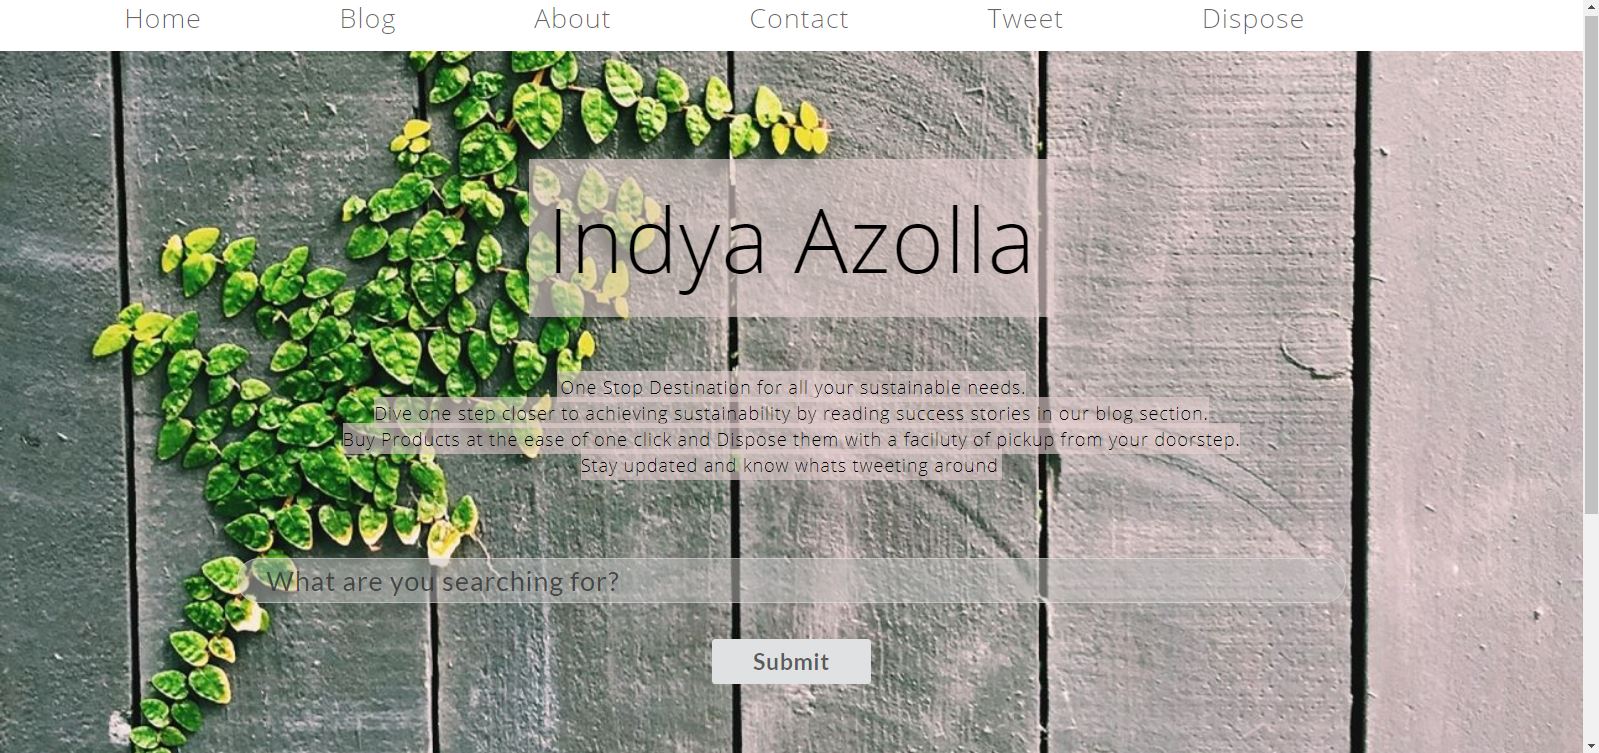 Home Blog About Contact Tweet Dispose
Indya Azolla
One Stop Destination for all your sustainable needs.
Dive one step closer to achieving sustainability by reading success stories in our blog section.
Buy Products at the ease of one click and Dispose them with a faciluty of pickup from your doorstep.
Stay updated and know whats tweeting around
What are you searching for?
Submit